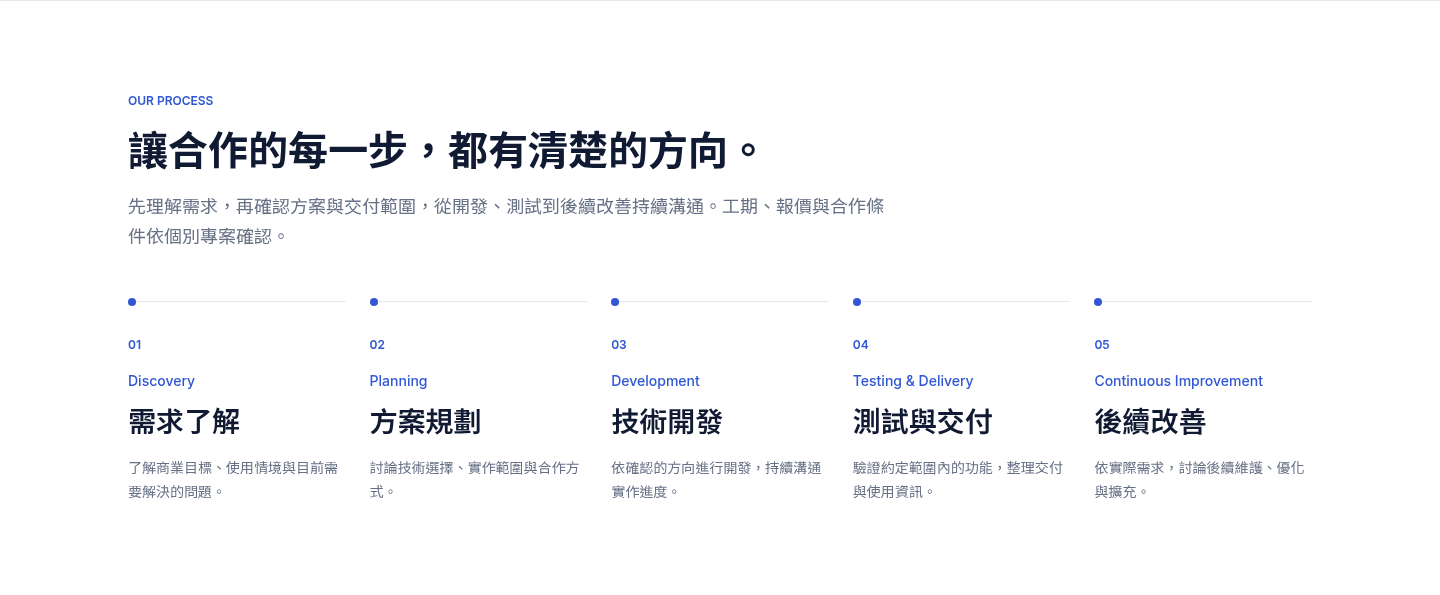 OUR PROCESS
讓合作的每一步，都有清楚的方向。
先理解需求，再確認方案與交付範圍，從開發、測試到後續改善持續溝通。工期、報價與合作條
件依個別專案確認。
01
Discovery
需求了解
了解商業目標、使用情境與目前需
要解決的問題。
02
Planning
方案規劃
討論技術選擇、實作範圍與合作方
式。
03
Development
技術開發
依確認的方向進行開發，持續溝通
實作進度。
04
Testing & Delivery
測試與交付
驗證約定範圍內的功能，整理交付
與使用資訊。
05
Continuous Improvement
後續改善
依實際需求，討論後續維護、優化
與擴充。